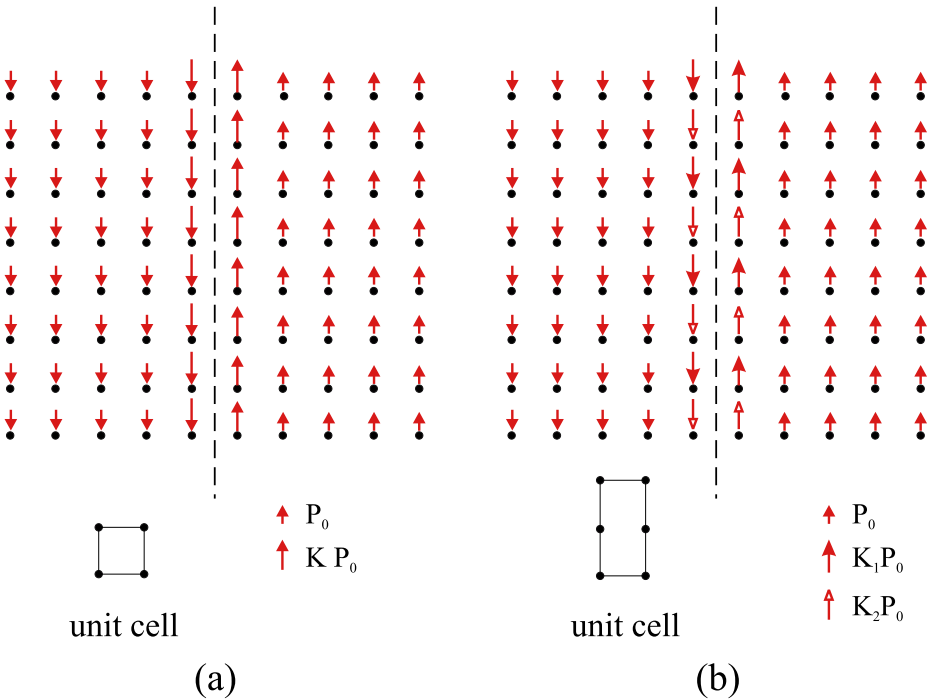 P₀
K P₀
unit cell
(a)
P₀
K₁P₀
K₂P₀
unit cell
(b)